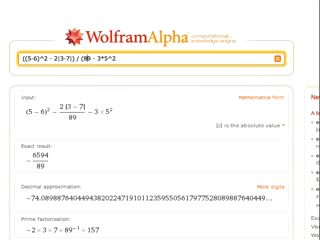 WolframAlpha computational... knowledge engine
((5-6)^2 - 2|3-7|) / (89 - 3*5^2
Input:
Mathematica form
(5 − 6)² − 2 |3 − 7| / 89 − 3 × 5²
|z| is the absolute value »
Exact result:
− 6594 / 89
Decimal approximation:
More digits
−74.0898876404494382022471910112359550561797752808988764044...
Prime factorization:
−2 × 3 × 7 × 89⁻¹ × 157
Ne